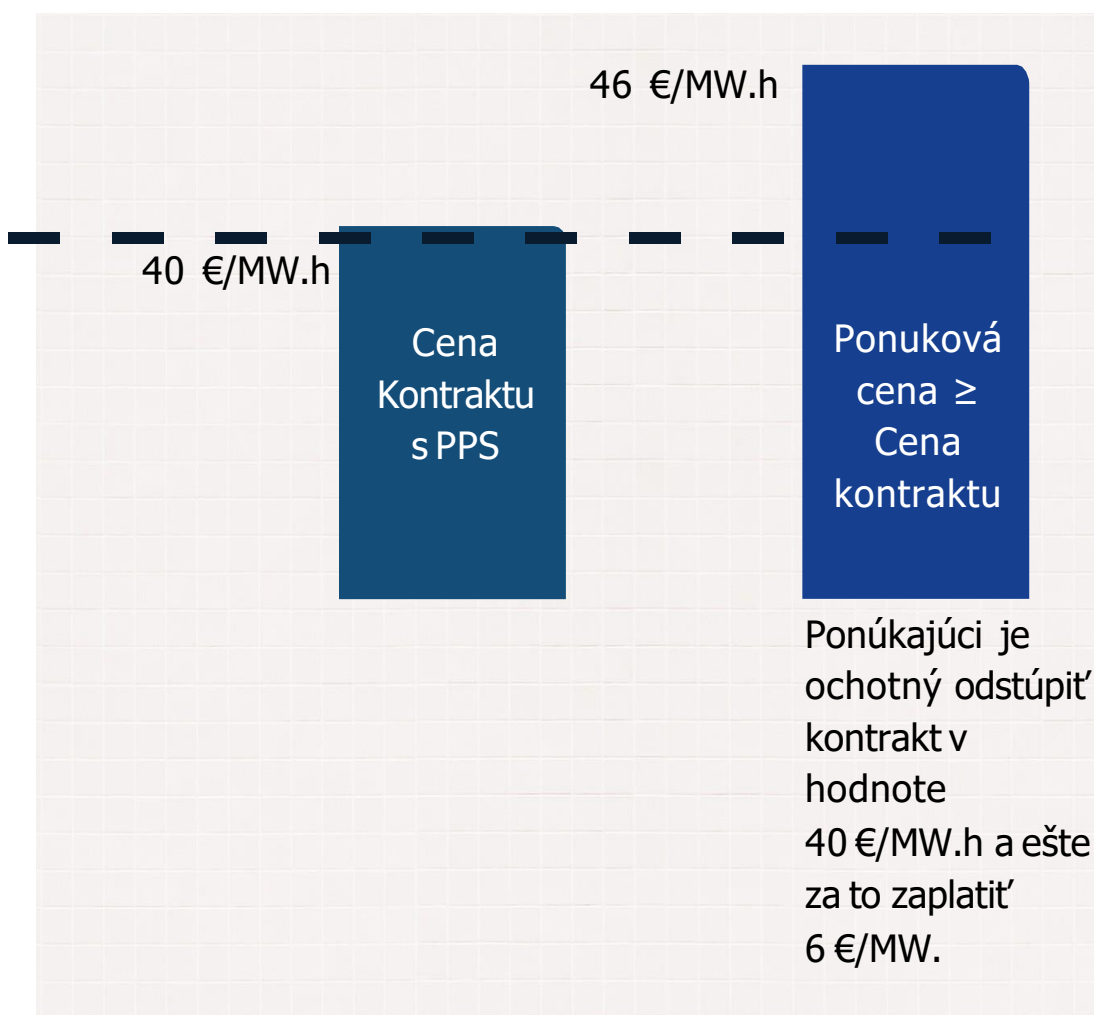 46 €/MW.h
40 €/MW.h
Cena
Kontraktu
s PPS
Ponuková
cena ≥
Cena
kontraktu
Ponúkajúci je
ochotný odstúpiť
kontrakt v
hodnote
40 €/MW.h a ešte
za to zaplatiť
6 €/MW.